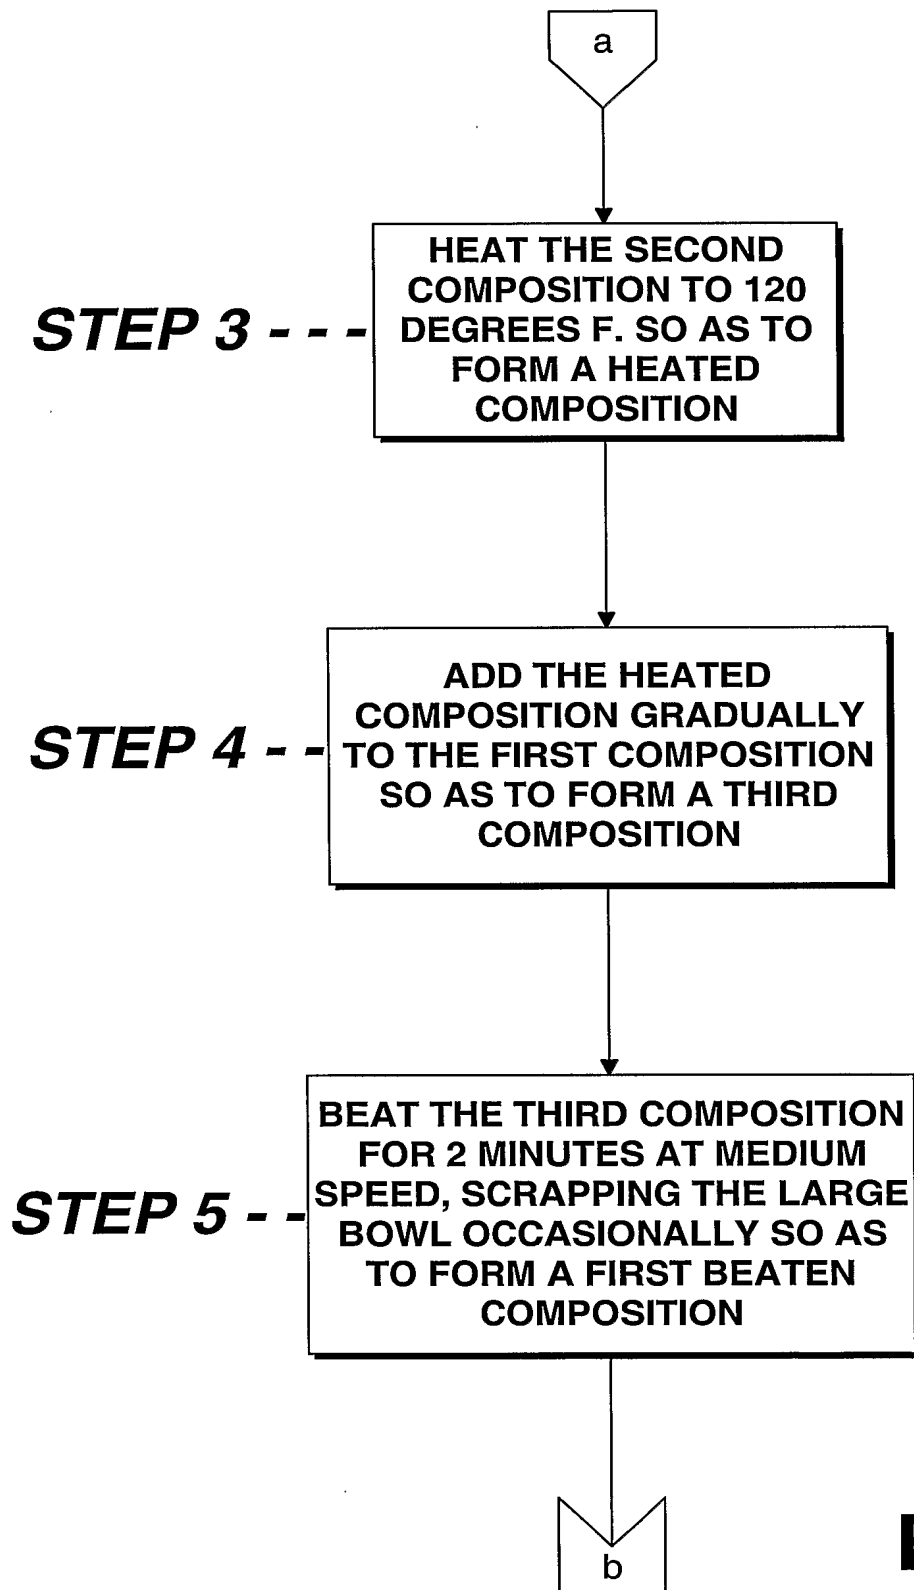 a
HEAT THE SECOND
COMPOSITION TO 120
DEGREES F. SO AS TO
FORM A HEATED
COMPOSITION
STEP 3 - - -
ADD THE HEATED
COMPOSITION GRADUALLY
TO THE FIRST COMPOSITION
SO AS TO FORM A THIRD
COMPOSITION
STEP 4 - -
BEAT THE THIRD COMPOSITION
FOR 2 MINUTES AT MEDIUM
SPEED, SCRAPPING THE LARGE
BOWL OCCASIONALLY SO AS
TO FORM A FIRST BEATEN
COMPOSITION
STEP 5 - -
b